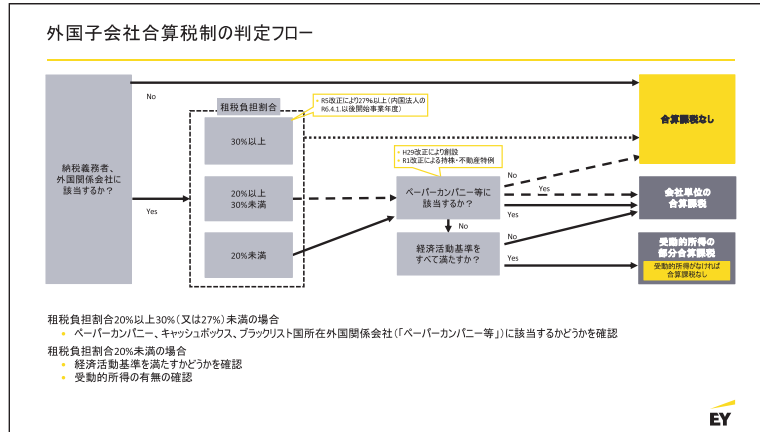 外国子会社合算税制の判定フロー
No
租税負担割合
• R5改正により27%以上(内国法人の
R6.4.1.以後開始事業年度)
合算課税なし
30%以上
納税義務者、
外国関係会社に
該当するか?
Yes
20%以上
30%未満
20%未満
• H29改正により創設
• R1改正による持株・不動産特例
ペーパーカンパニー等に
該当するか?
No
Yes
Yes
会社単位の
合算課税
No
経済活動基準を
すべて満たすか?
No
Yes
受動的所得の
部分合算課税
受動的所得がなければ
合算課税なし
租税負担割合20%以上30%(又は27%)未満の場合
• ペーパーカンパニー、キャッシュボックス、ブラックリスト国所在外国関係会社(「ペーパーカンパニー等」)に該当するかどうかを確認
租税負担割合20%未満の場合
• 経済活動基準を満たすかどうかを確認
• 受動的所得の有無の確認
EY